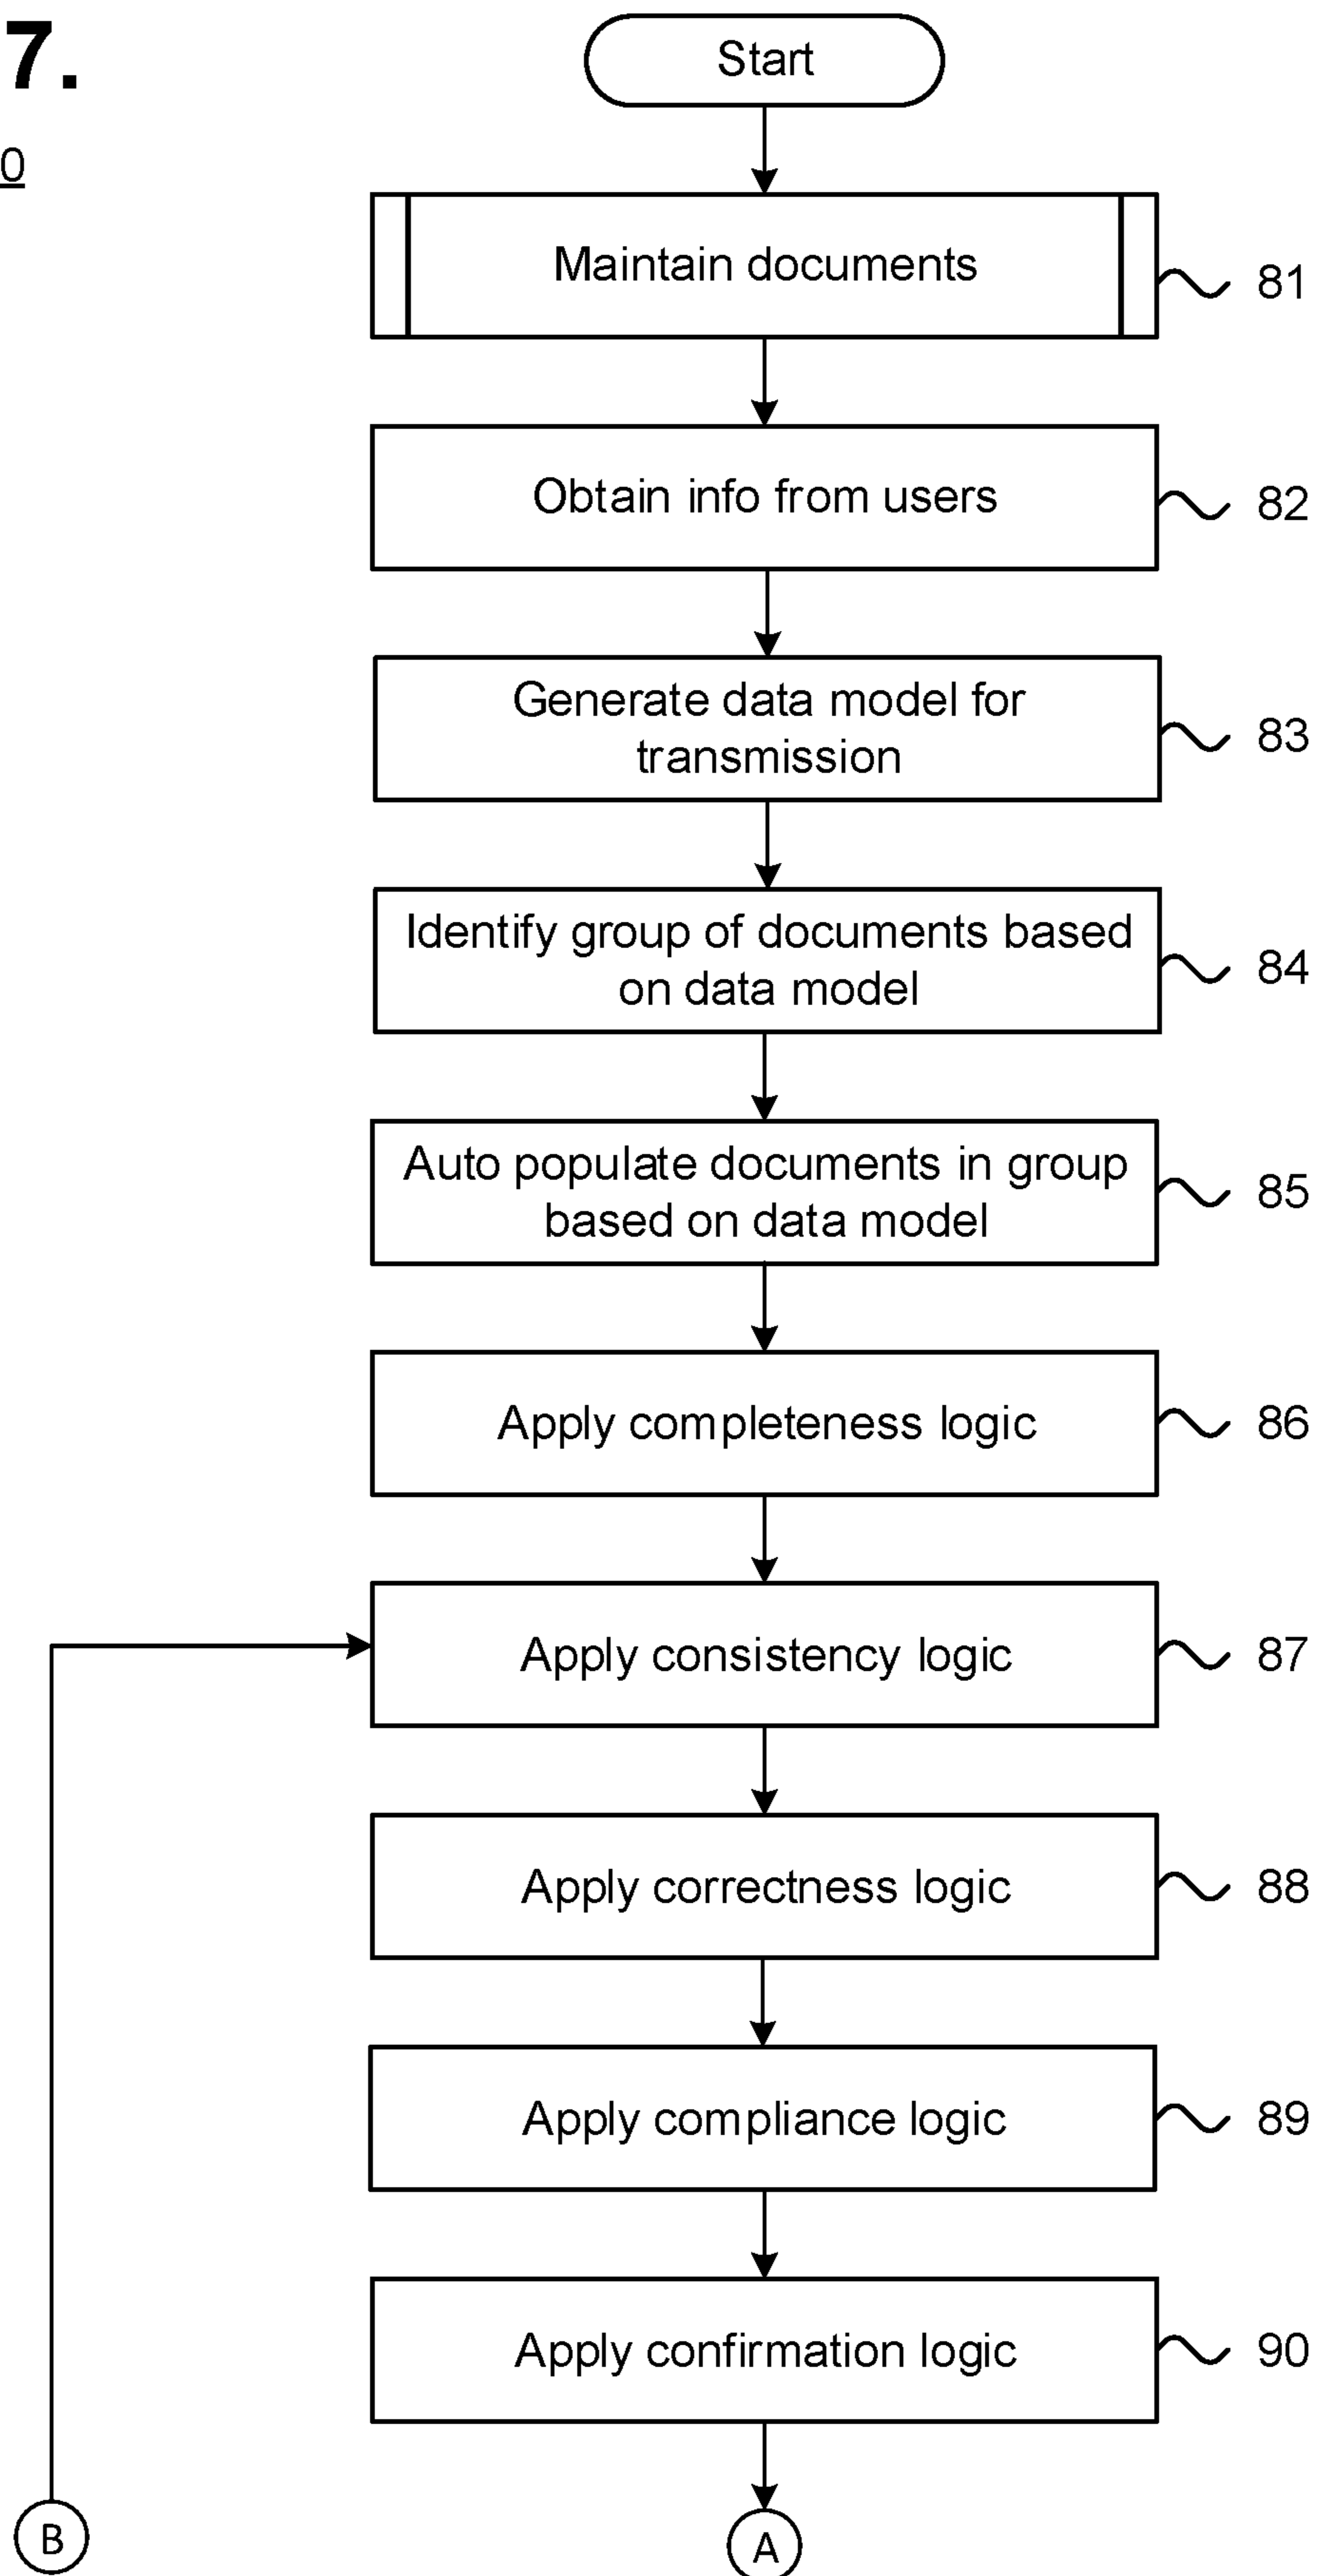 7.
0
Start
Maintain documents
81
Obtain info from users
82
Generate data model for
transmission
83
Identify group of documents based
on data model
84
Auto populate documents in group
based on data model
85
Apply completeness logic
86
Apply consistency logic
87
Apply correctness logic
88
Apply compliance logic
89
Apply confirmation logic
90
B
A